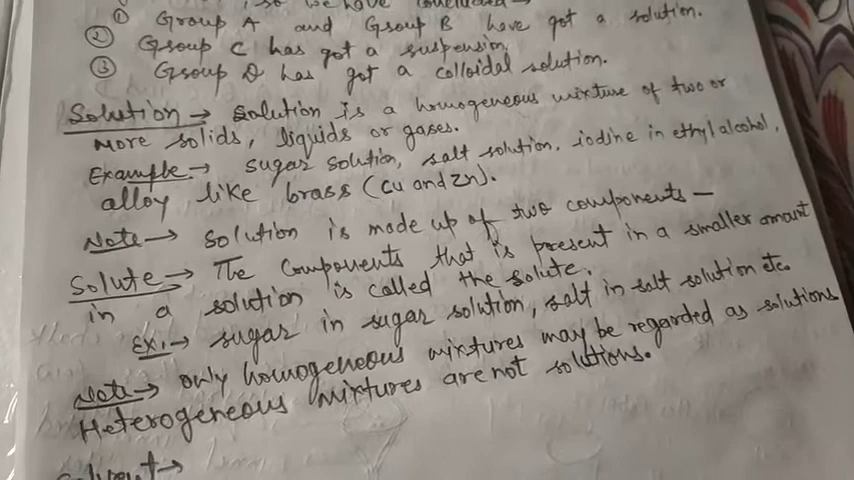 so we have concluded →
① Group A and Group B have got a solution.
② Group C has got a suspension.
③ Group D has got a colloidal solution.
Solution → Solution is a homogeneous mixture of two or
more solids, liquids or gases.
Example → sugar solution, salt solution, iodine in ethyl alcohol,
alloy like brass (Cu and Zn).
Note → solution is made up of two components —
Solute → The components that is present in a smaller amount
in a solution is called the solute.
Ex. → sugar in sugar solution, salt in salt solution etc.
Note → only homogeneous mixtures may be regarded as solutions
Heterogeneous mixtures are not solutions.
Solvent →